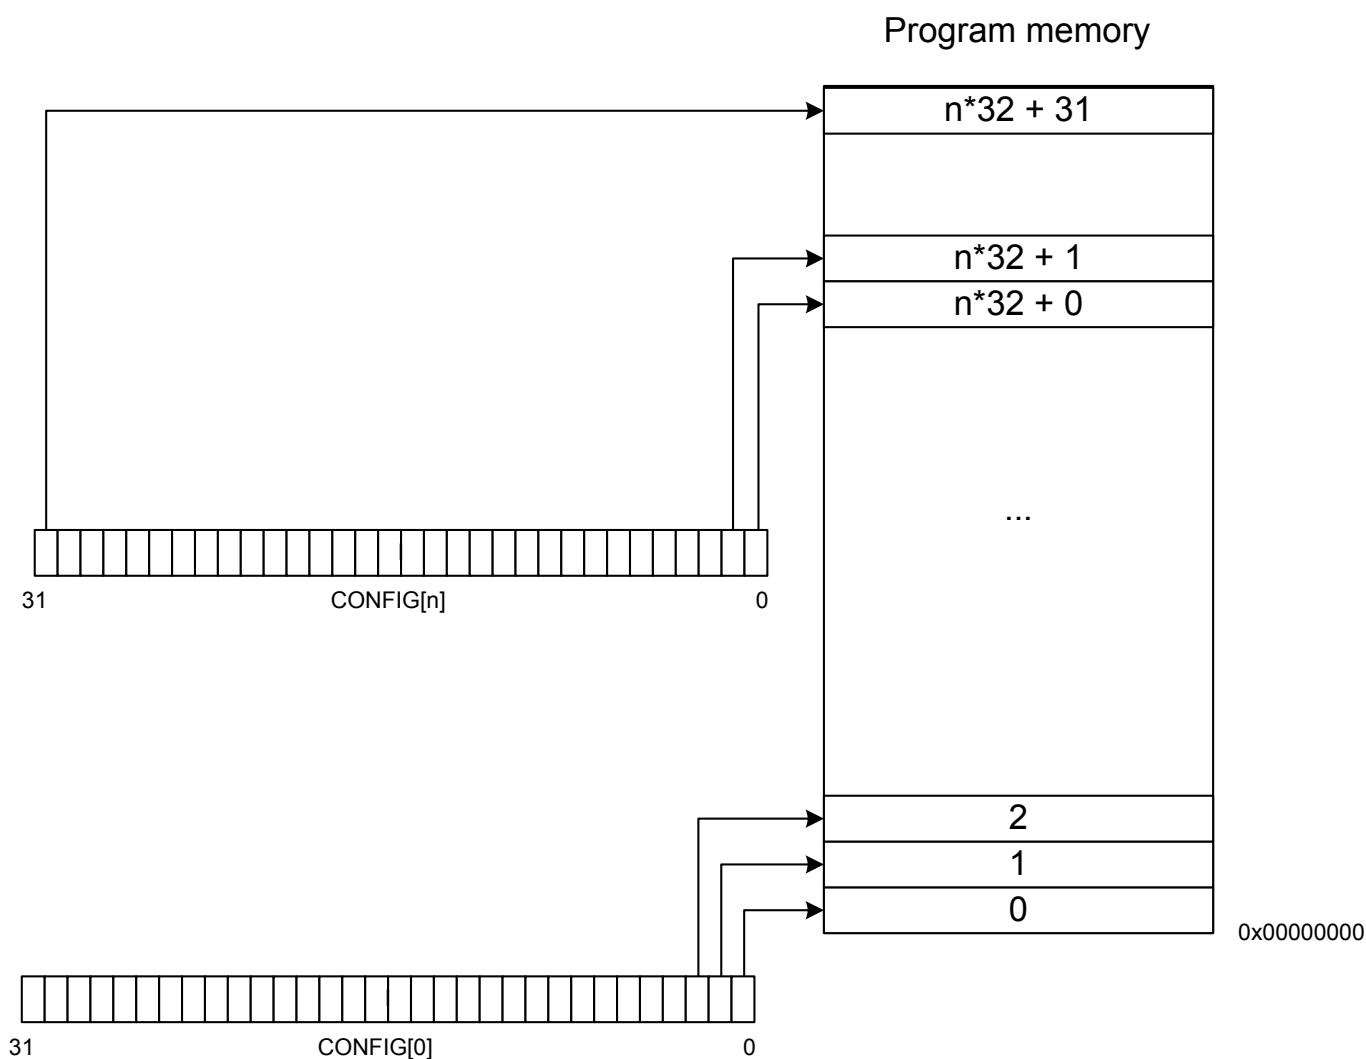 Program memory
n*32 + 31
n*32 + 1
n*32 + 0
...
31 CONFIG[n] 0
2
1
0
0x00000000
31 CONFIG[0] 0